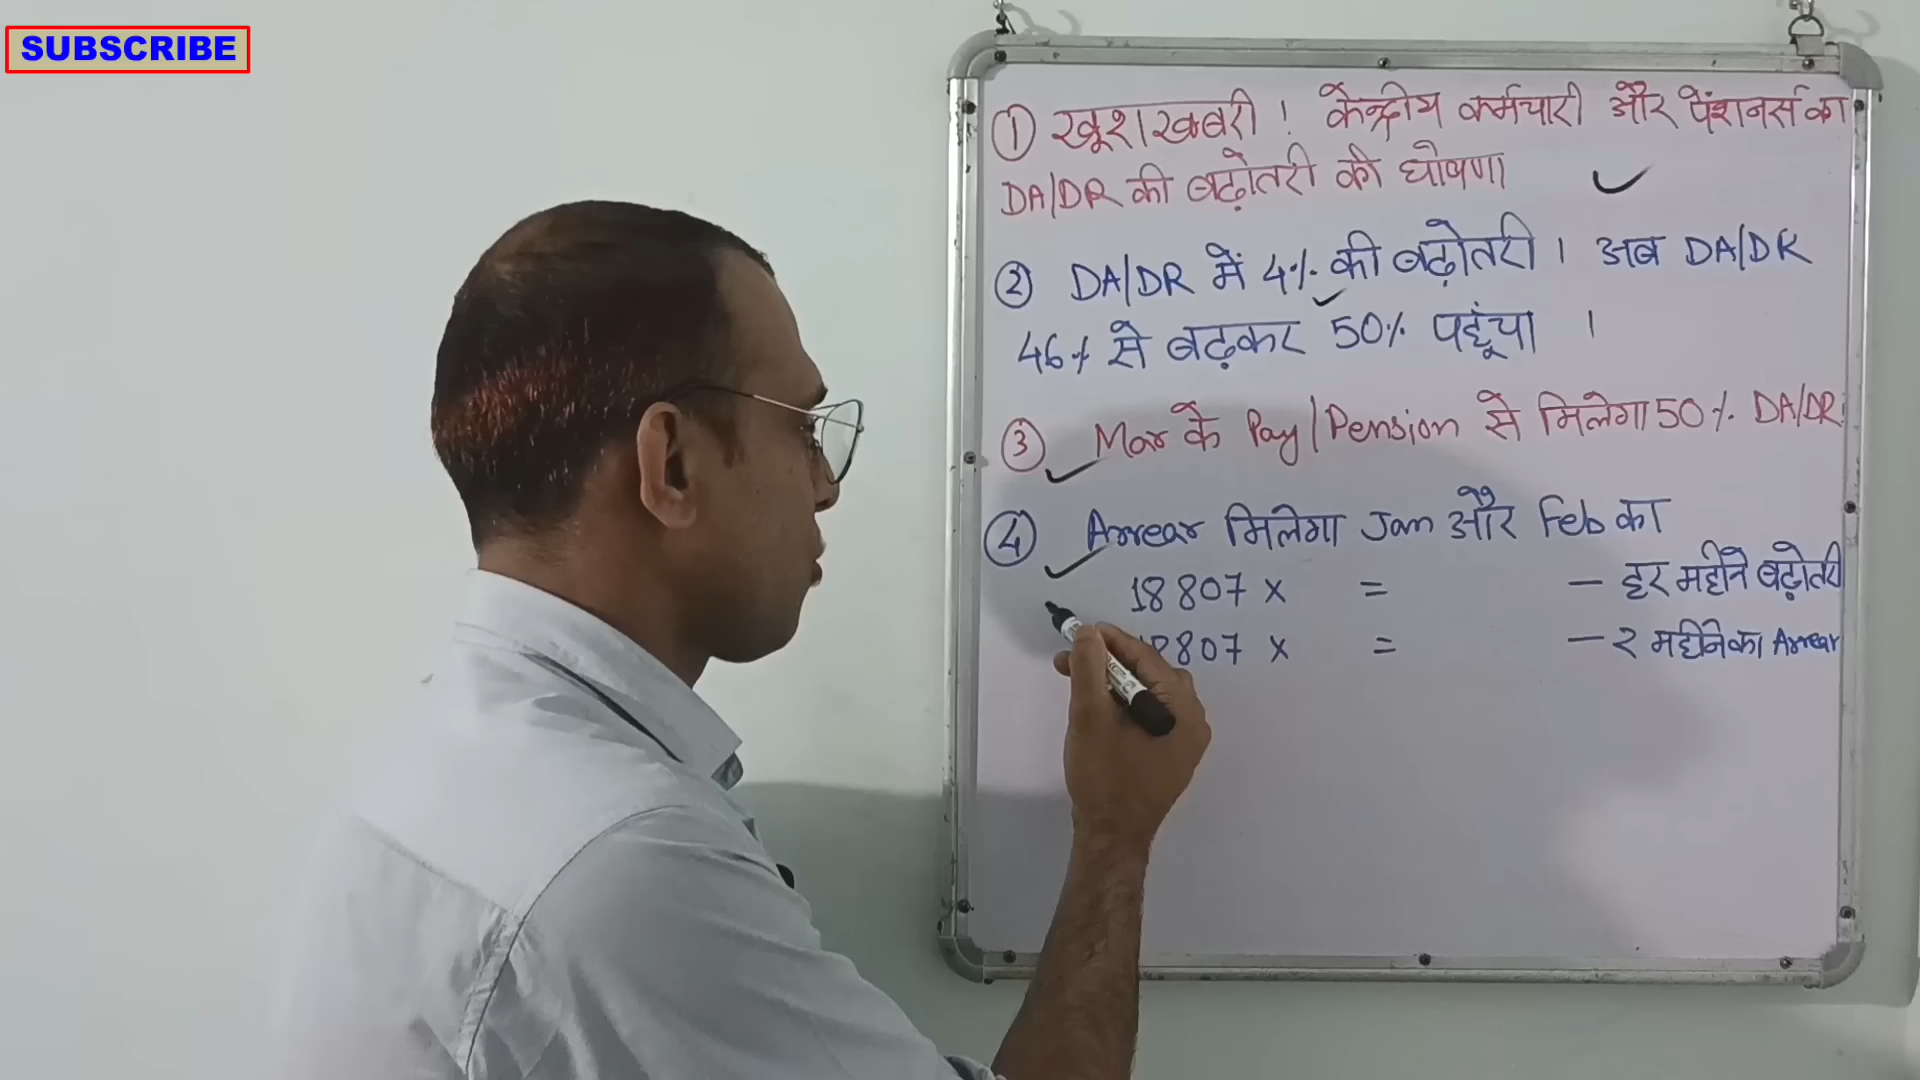 SUBSCRIBE
① खूशखबरी ! केन्द्रीय कर्मचारी और पेंशनर्स का
DA/DR की बढ़ोतरी की घोषणा
② DA/DR में 4% की बढ़ोतरी । अब DA/DR
46% से बढ़कर 50% पहूंचा ।
③ Mar के Pay/Pension से मिलेगा 50% DA/DR
④ Arrear मिलेगा Jan और Feb का
18807 × = – हर महीने बढ़ोतरी
8807 × = – २ महीने का Arrear